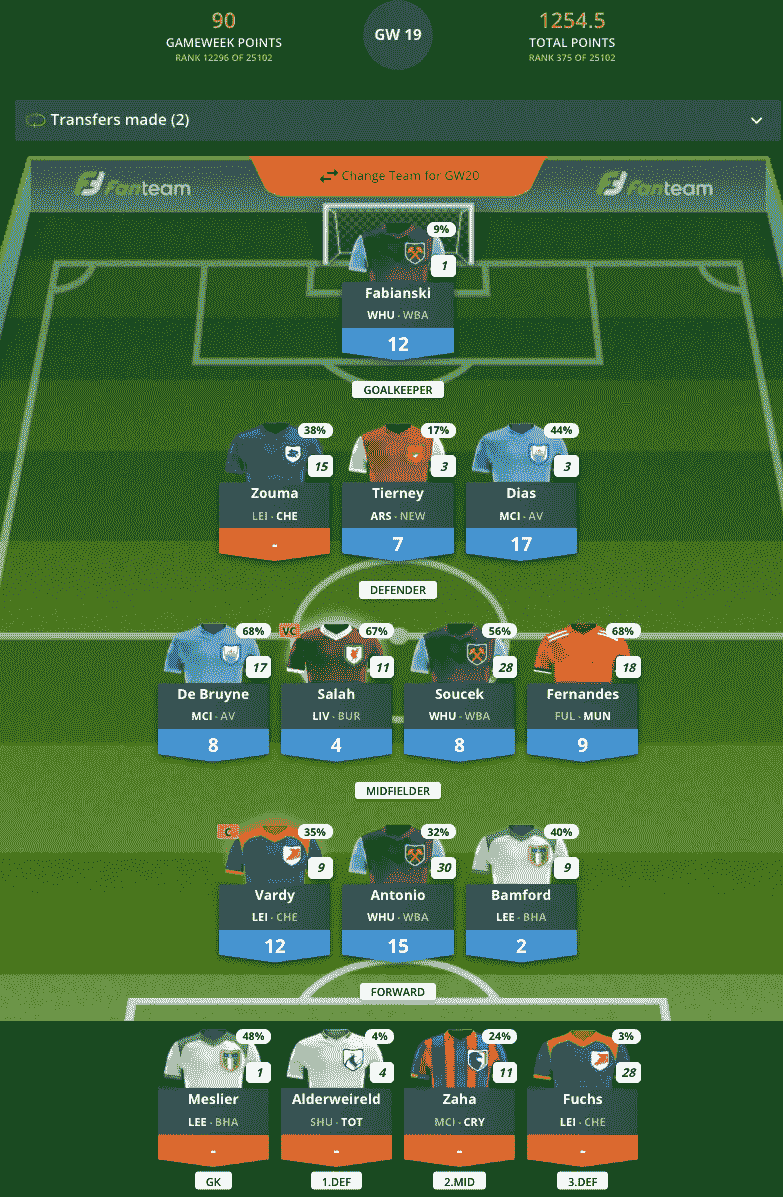 90
GAMEWEEK POINTS
RANK 12296 OF 25102
GW 19
1254.5
TOTAL POINTS
RANK 375 OF 25102
Transfers made (2)
fanteam
Change Team for GW20
fanteam
9%
1
Fabianski
WHU - WBA
12
GOALKEEPER
38%
15
Zouma
LEI - CHE
-
17%
3
Tierney
ARS - NEW
7
44%
3
Dias
MCI - AV
17
DEFENDER
68%
17
De Bruyne
MCI - AV
8
VC
67%
11
Salah
LIV - BUR
4
56%
28
Soucek
WHU - WBA
8
68%
18
Fernandes
FUL - MUN
9
MIDFIELDER
C
35%
9
Vardy
LEI - CHE
12
32%
30
Antonio
WHU - WBA
15
40%
9
Bamford
LEE - BHA
2
FORWARD
48%
1
Meslier
LEE - BHA
-
GK
4%
4
Alderweireld
SHU - TOT
-
1.DEF
24%
11
Zaha
MCI - CRY
-
2.MID
3%
28
Fuchs
LEI - CHE
-
3.DEF